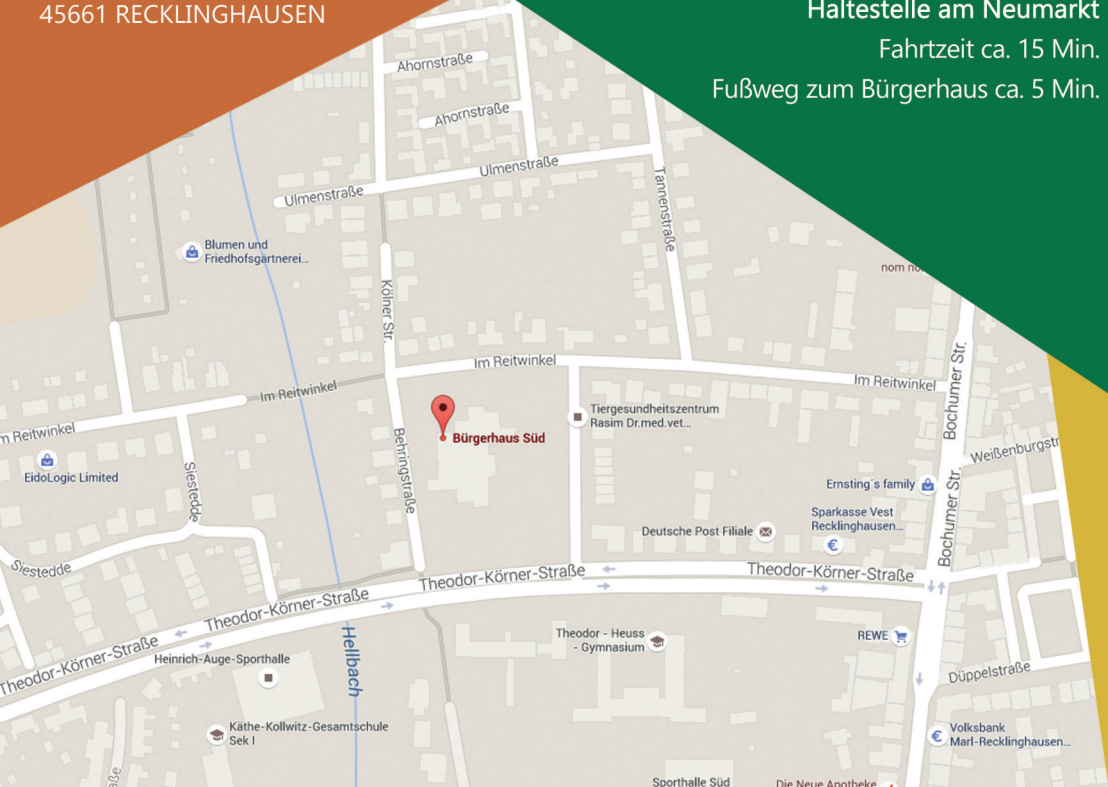 45661 RECKLINGHAUSEN
Haltestelle am Neumarkt
Fahrtzeit ca. 15 Min.
Fußweg zum Bürgerhaus ca. 5 Min.
Ahornstraße
Ahornstraße
Ulmenstraße
Ulmenstraße
Tannenstraße
Blumen und
Friedhofsgärtnerei...
nom no
Kölner Str.
Im Reitwinkel
Im Reitwinkel
Im Reitwinkel
m Reitwinkel
Bochumer Str.
Bochumer Str.
Tiergesundheitszentrum
Rasim Dr.med.vet...
Bürgerhaus Süd
Behringstraße
Weißenburgstr
EidoLogic Limited
Siestedde
Siestedde
Ernsting´s family
Sparkasse Vest
Recklinghausen...
€
Deutsche Post Filiale
Theodor-Körner-Straße
Theodor-Körner-Straße
Theodor-Körner-Straße
Theodor-Körner-Straße
Hellbach
Theodor - Heuss
- Gymnasium
REWE
Heinrich-Auge-Sporthalle
Düppelstraße
Käthe-Kollwitz-Gesamtschule
Sek I
€
Volksbank
Marl-Recklinghausen...
aße
Sporthalle Süd
Die Neue Apotheke